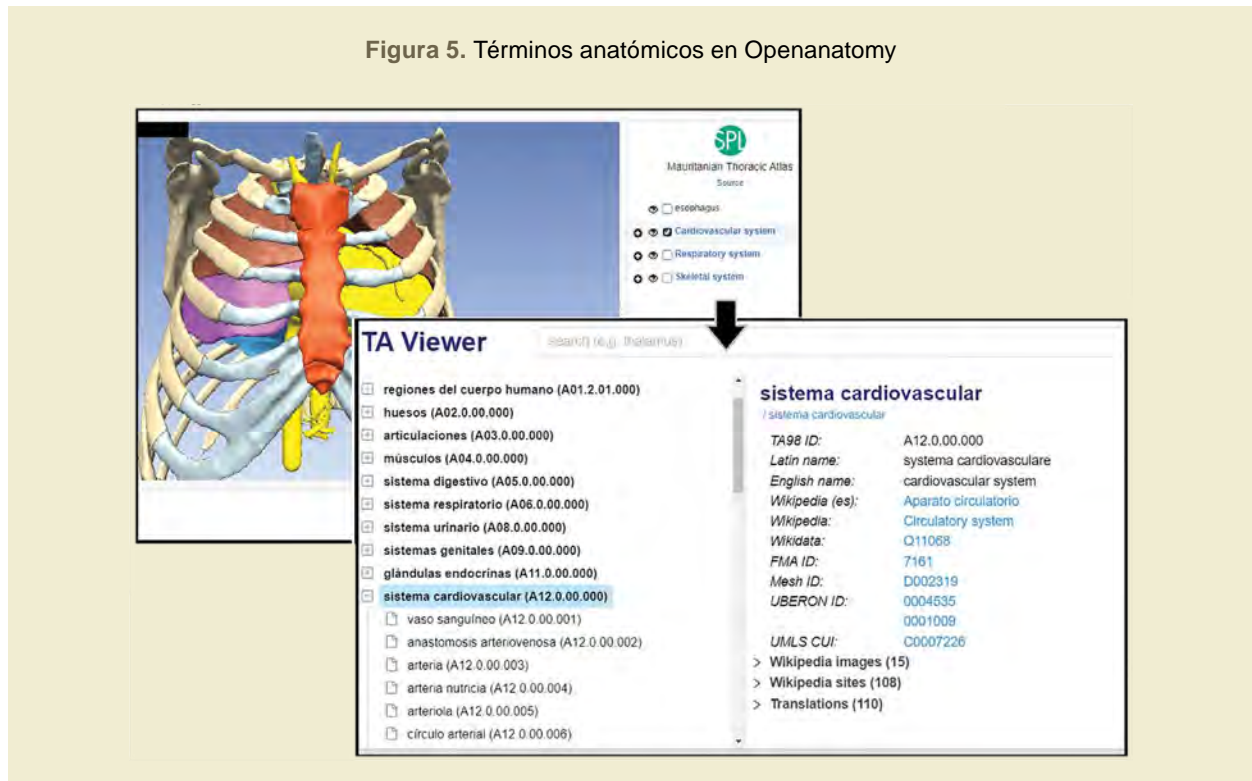 Figura 5. Términos anatómicos en Openanatomy
SPL
Mauritanian Thoracic Atlas
Source
esophagus
Cardiovascular system
Respiratory system
Skeletal system
TA Viewer
search (e.g. thalamus)
regiones del cuerpo humano (A01.2.01.000)
huesos (A02.0.00.000)
articulaciones (A03.0.00.000)
músculos (A04.0.00.000)
sistema digestivo (A05.0.00.000)
sistema respiratorio (A06.0.00.000)
sistema urinario (A08.0.00.000)
sistemas genitales (A09.0.00.000)
glándulas endocrinas (A11.0.00.000)
sistema cardiovascular (A12.0.00.000)
vaso sanguíneo (A12.0.00.001)
anastomosis arteriovenosa (A12.0.00.002)
arteria (A12.0.00.003)
arteria nutricia (A12.0.00.004)
arteriola (A12.0.00.005)
círculo arterial (A12.0.00.006)
sistema cardiovascular
/ sistema cardiovascular
TA98 ID: A12.0.00.000
Latin name: systema cardiovasculare
English name: cardiovascular system
Wikipedia (es): Aparato circulatorio
Wikipedia: Circulatory system
Wikidata: Q11068
FMA ID: 7161
Mesh ID: D002319
UBERON ID: 0004535
0001009
UMLS CUI: C0007226
> Wikipedia images (15)
> Wikipedia sites (108)
> Translations (110)